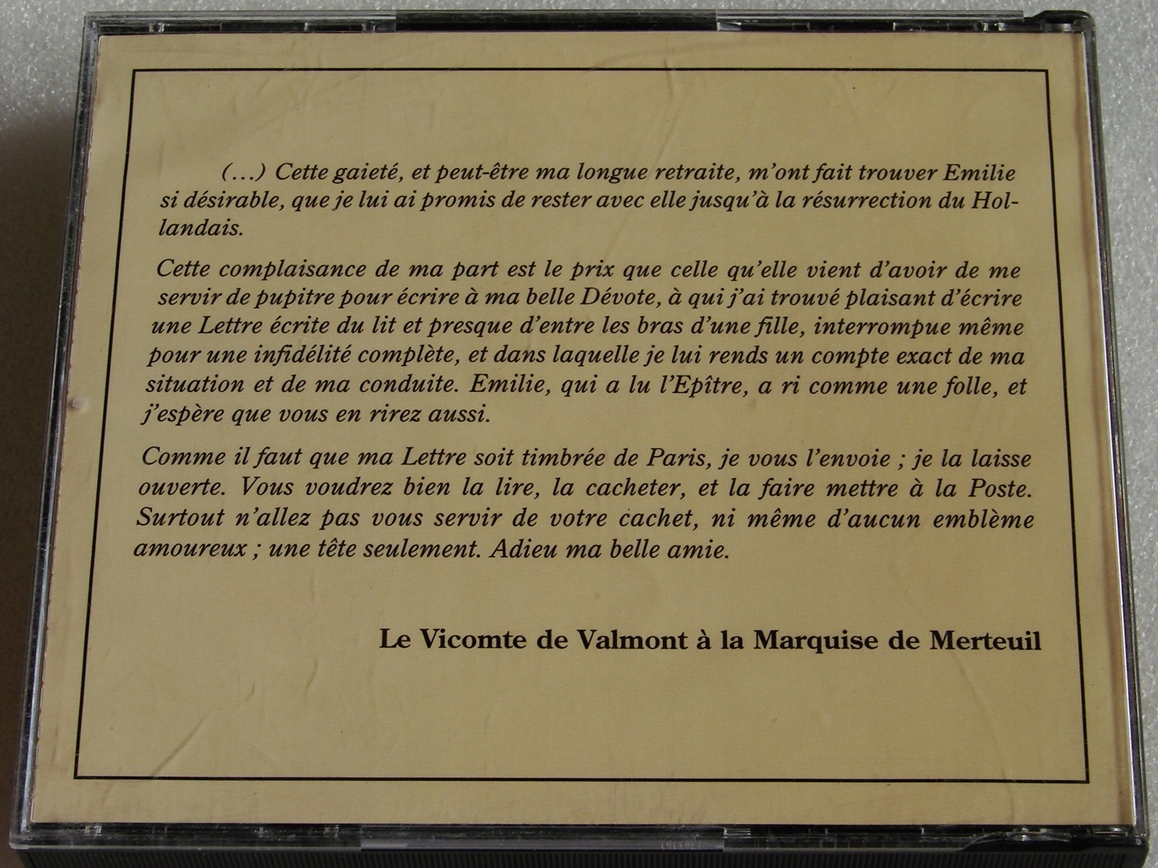 (...) Cette gaieté, et peut-être ma longue retraite, m'ont fait trouver Emilie
si désirable, que je lui ai promis de rester avec elle jusqu'à la résurrection du Hol-
landais.
Cette complaisance de ma part est le prix que celle qu'elle vient d'avoir de me
servir de pupitre pour écrire à ma belle Dévote, à qui j'ai trouvé plaisant d'écrire
une Lettre écrite du lit et presque d'entre les bras d'une fille, interrompue même
pour une infidélité complète, et dans laquelle je lui rends un compte exact de ma
situation et de ma conduite. Emilie, qui a lu l'Epître, a ri comme une folle, et
j'espère que vous en rirez aussi.
Comme il faut que ma Lettre soit timbrée de Paris, je vous l'envoie ; je la laisse
ouverte. Vous voudrez bien la lire, la cacheter, et la faire mettre à la Poste.
Surtout n'allez pas vous servir de votre cachet, ni même d'aucun emblème
amoureux ; une tête seulement. Adieu ma belle amie.
Le Vicomte de Valmont à la Marquise de Merteuil